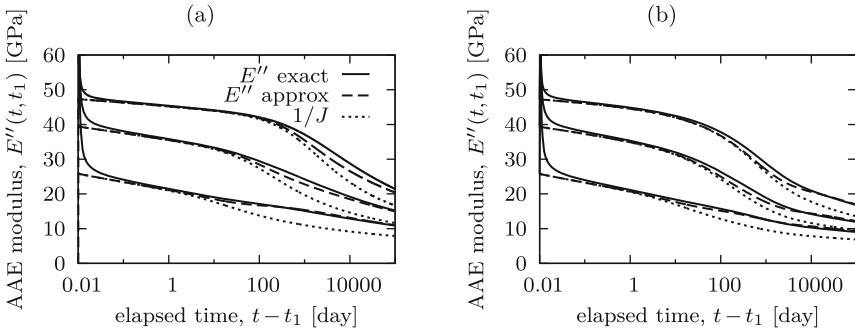 (a)
AAE modulus, E″(t, t₁) [GPa]
60
50
40
30
20
10
0
E″ exact
E″ approx
1/J
0.01 1 100 10000
elapsed time, t − t₁ [day]
(b)
AAE modulus, E″(t, t₁) [GPa]
60
50
40
30
20
10
0
0.01 1 100 10000
elapsed time, t − t₁ [day]